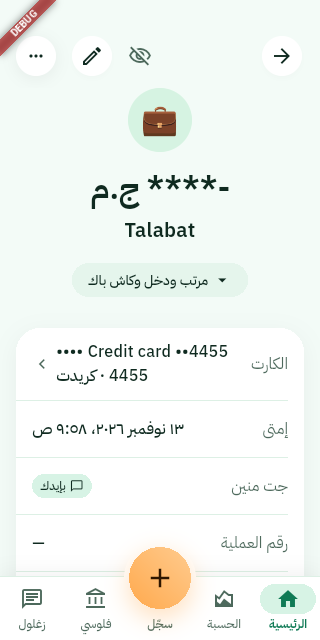 DEBUG
-**** ج.م
Talabat
مرتب ودخل وكاش باك
الكارت
•••• Credit card ••4455
كريدت · 4455
إمتى
١٣ نوفمبر ٢٠٢٦، ٩:٥٨ ص
جت منين
بإيدك
رقم العملية
—
الرئيسية
الحسبة
سجّل
فلوسي
زغلول